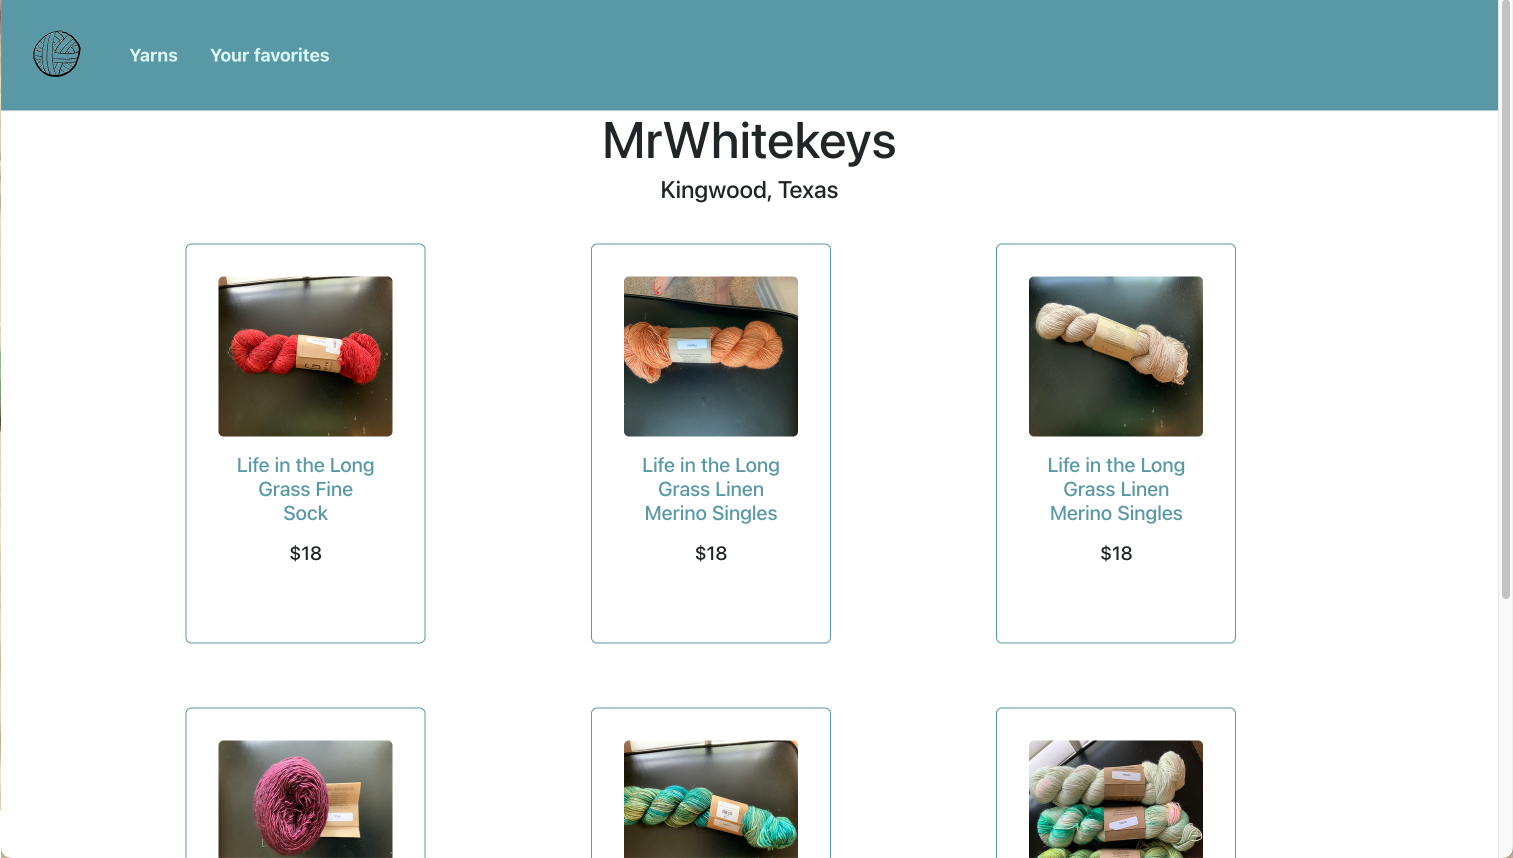 Yarns Your favorites
MrWhitekeys
Kingwood, Texas
Life in the Long
Grass Fine
Sock
$18
Life in the Long
Grass Linen
Merino Singles
$18
Life in the Long
Grass Linen
Merino Singles
$18